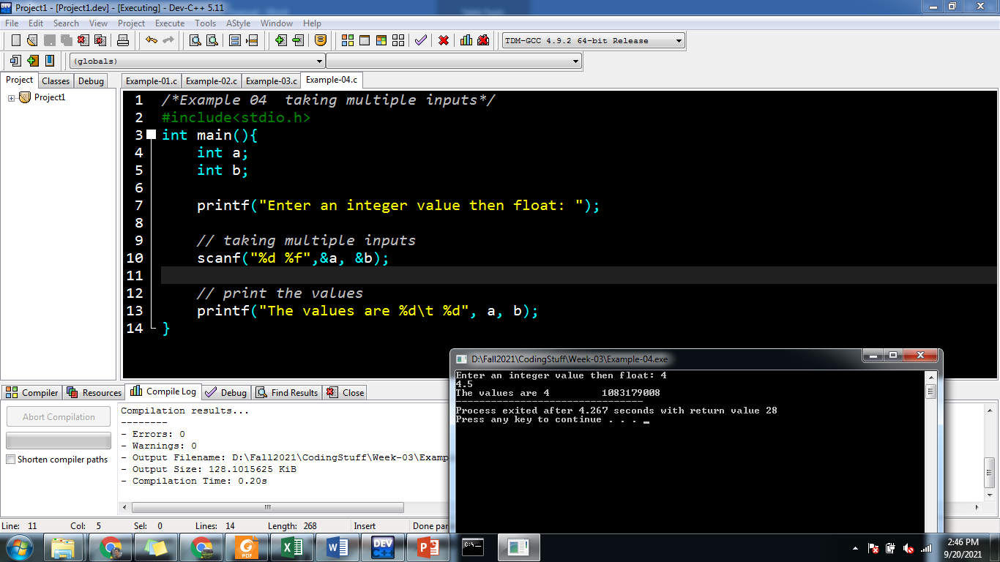 Project1 - [Project1.dev] - [Executing] - Dev-C++ 5.11
File Edit Search View Project Execute Tools AStyle Window Help
TDM-GCC 4.9.2 64-bit Release
(globals)
Project Classes Debug
Example-01.c Example-02.c Example-03.c Example-04.c
Project1
1 /*Example 04  taking multiple inputs*/
2 #include<stdio.h>
3 int main(){
4     int a;
5     int b;
6
7     printf("Enter an integer value then float: ");
8
9     // taking multiple inputs
10     scanf("%d %f",&a, &b);
11
12     // print the values
13     printf("The values are %d\t %d", a, b);
14 }
D:\Fall2021\CodingStuff\Week-03\Example-04.exe
Enter an integer value then float: 4
4.5
The values are 4         1083179008
--------------------------------
Process exited after 4.267 seconds with return value 28
Press any key to continue . . .
Compiler Resources Compile Log Debug Find Results Close
Abort Compilation
Shorten compiler paths
Compilation results...
--------
- Errors: 0
- Warnings: 0
- Output Filename: D:\Fall2021\CodingStuff\Week-03\Examp
- Output Size: 128.1015625 KiB
- Compilation Time: 0.20s
Line: 11 Col: 5 Sel: 0 Lines: 14 Length: 268 Insert Done par
PDF
DEV C++
C:\
2:46 PM
9/20/2021